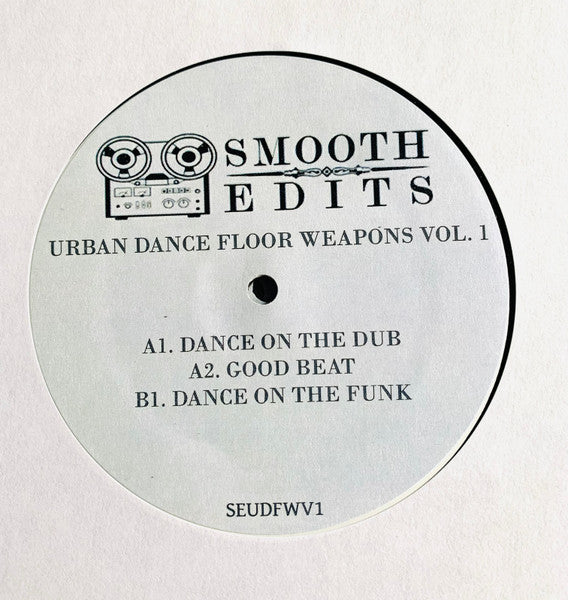 SMOOTH
EDITS
URBAN DANCE FLOOR WEAPONS VOL. 1
A1. DANCE ON THE DUB
A2. GOOD BEAT
B1. DANCE ON THE FUNK
SEUDFWV1